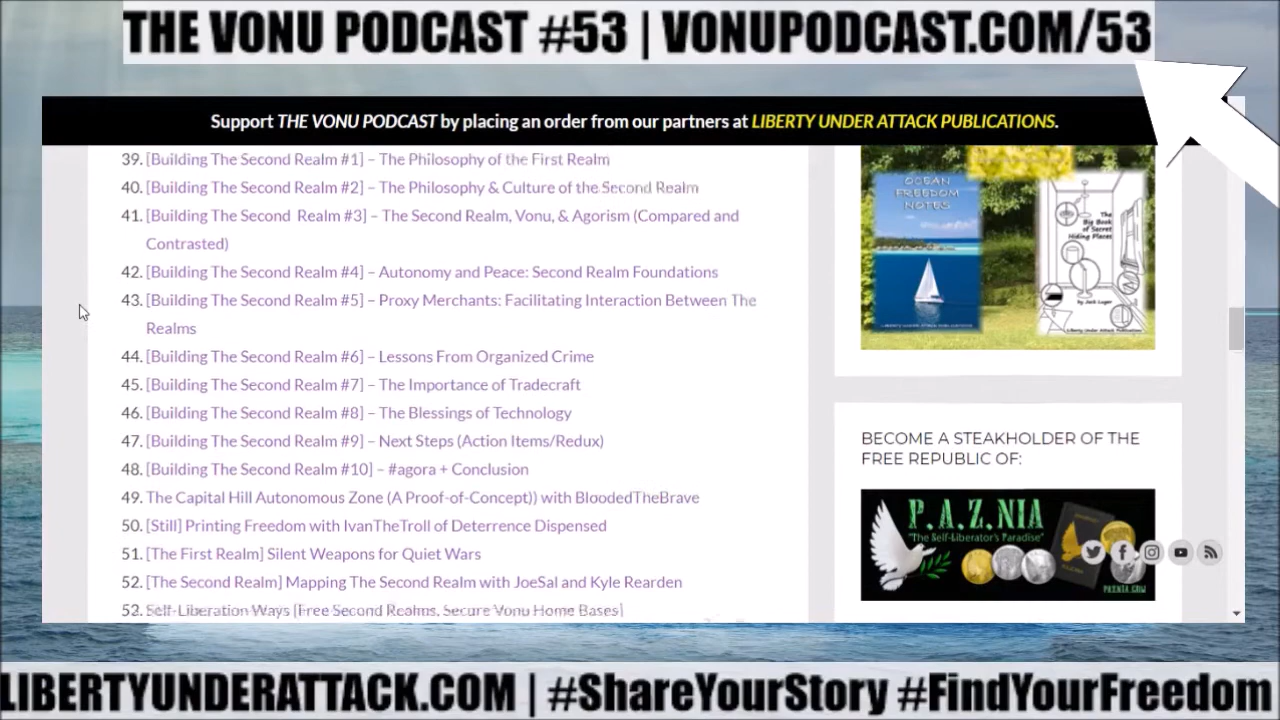 THE VONU PODCAST #53 | VONUPODCAST.COM/53
Support THE VONU PODCAST by placing an order from our partners at LIBERTY UNDER ATTACK PUBLICATIONS.
39. [Building The Second Realm #1] – The Philosophy of the First Realm
40. [Building The Second Realm #2] – The Philosophy & Culture of the Second Realm
41. [Building The Second Realm #3] – The Second Realm, Vonu, & Agorism (Compared and
Contrasted)
42. [Building The Second Realm #4] – Autonomy and Peace: Second Realm Foundations
43. [Building The Second Realm #5] – Proxy Merchants: Facilitating Interaction Between The
Realms
44. [Building The Second Realm #6] – Lessons From Organized Crime
45. [Building The Second Realm #7] – The Importance of Tradecraft
46. [Building The Second Realm #8] – The Blessings of Technology
47. [Building The Second Realm #9] – Next Steps (Action Items/Redux)
48. [Building The Second Realm #10] – #agora + Conclusion
49. The Capital Hill Autonomous Zone (A Proof-of-Concept)) with BloodedTheBrave
50. [Still] Printing Freedom with IvanTheTroll of Deterrence Dispensed
51. [The First Realm] Silent Weapons for Quiet Wars
52. [The Second Realm] Mapping The Second Realm with JoeSal and Kyle Rearden
53. Self-Liberation Ways [Free Second Realms, Secure Vonu Home Bases]
OCEAN
FREEDOM
NOTES
The
Big Book
of Secret
Hiding Places
by Jack Luger
Liberty Under Attack Publications
BECOME A STEAKHOLDER OF THE
FREE REPUBLIC OF:
P.A.Z.NIA
"The Self-Liberator's Paradise"
PAZNIA.COM
LIBERTYUNDERATTACK.COM | #ShareYourStory #FindYourFreedom